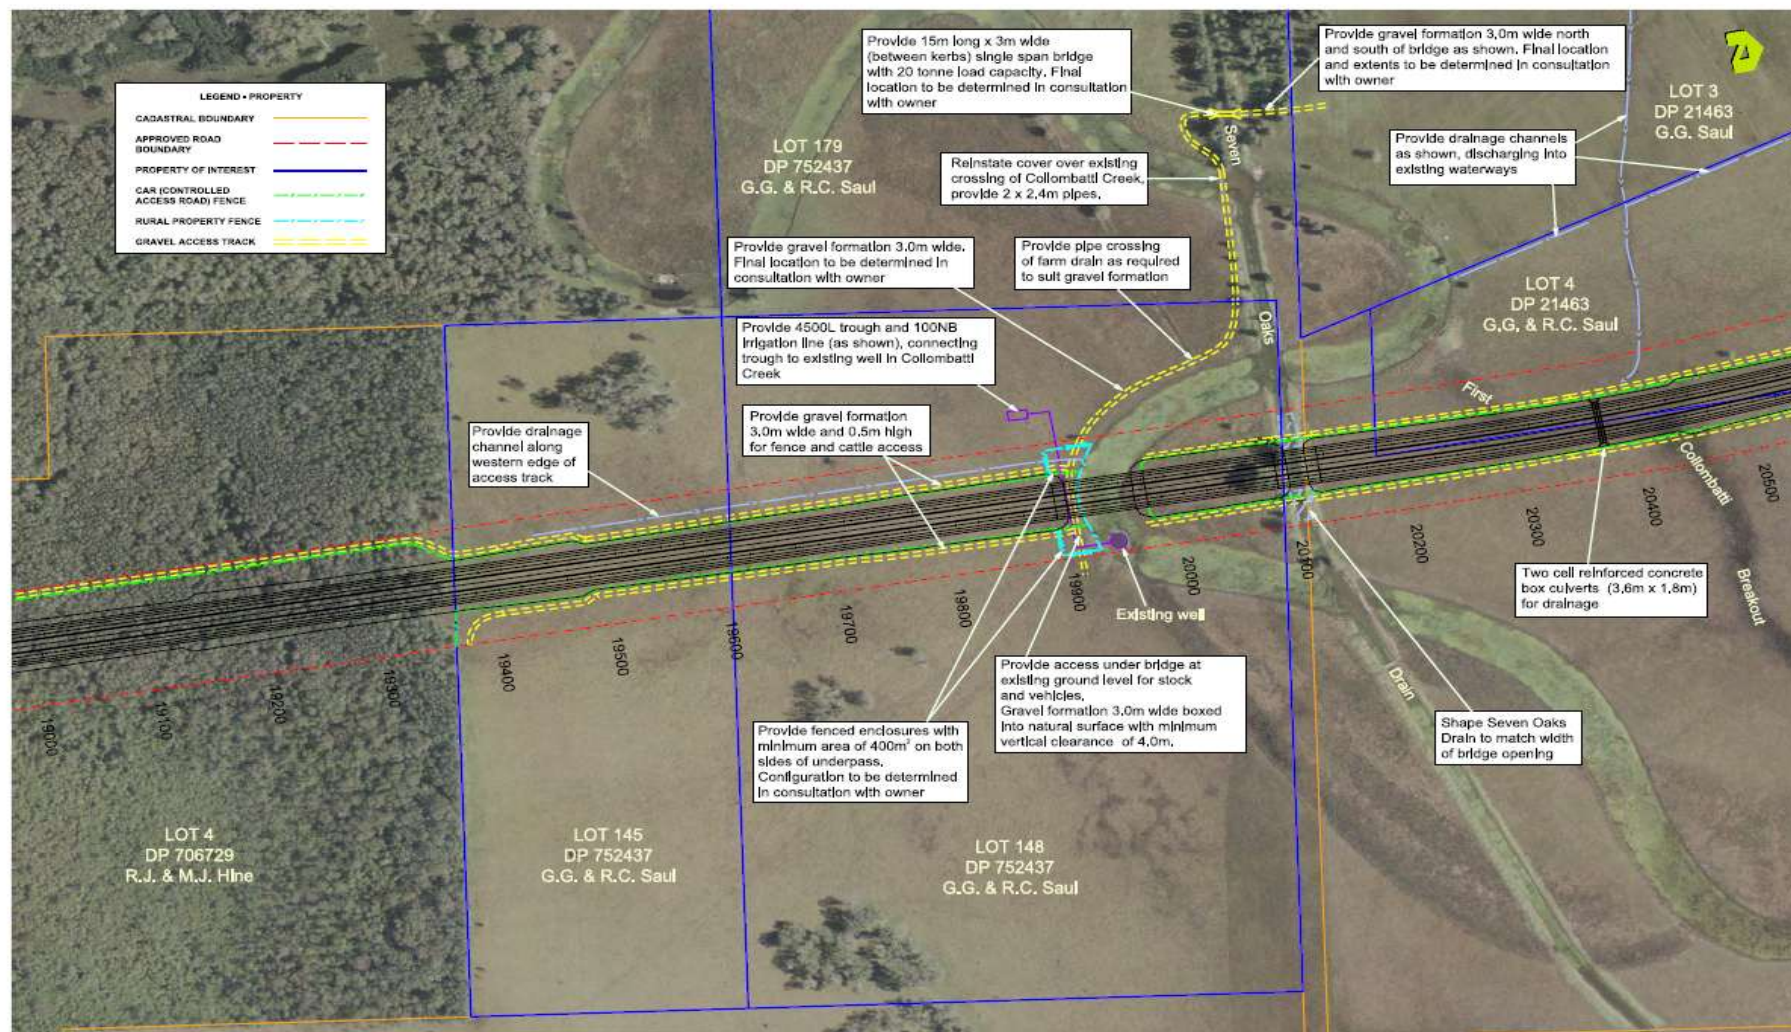 LEGEND - PROPERTY
CADASTRAL BOUNDARY
APPROVED ROAD
BOUNDARY
PROPERTY OF INTEREST
CAR (CONTROLLED
ACCESS ROAD) FENCE
RURAL PROPERTY FENCE
GRAVEL ACCESS TRACK
Provide 15m long x 3m wide
(between kerbs) single span bridge
with 20 tonne load capacity. Final
location to be determined in consultation
with owner
Provide gravel formation 3.0m wide north
and south of bridge as shown. Final location
and extents to be determined in consultation
with owner
LOT 3
DP 21463
G.G. Saul
Provide drainage channels
as shown, discharging into
existing waterways
LOT 179
DP 752437
G.G. & R.C. Saul
Seven
Reinstate cover over existing
crossing of Collombatti Creek,
provide 2 x 2.4m pipes.
Provide gravel formation 3.0m wide.
Final location to be determined in
consultation with owner
Provide pipe crossing
of farm drain as required
to suit gravel formation
LOT 4
DP 21463
G.G. & R.C. Saul
Oaks
Provide 4500L trough and 100NB
irrigation line (as shown), connecting
trough to existing well in Collombatti
Creek
First
Provide gravel formation
3.0m wide and 0.5m high
for fence and cattle access
Provide drainage
channel along
western edge of
access track
Collombatti
Breakout
Two cell reinforced concrete
box culverts (3.6m x 1.8m)
for drainage
Existing well
19000
19100
19200
19300
19400
19500
19600
19700
19800
19900
20000
20100
20200
20300
20400
20500
Drain
Provide access under bridge at
existing ground level for stock
and vehicles.
Gravel formation 3.0m wide boxed
into natural surface with minimum
vertical clearance of 4.0m.
Provide fenced enclosures with
minimum area of 400m² on both
sides of underpass.
Configuration to be determined
in consultation with owner
Shape Seven Oaks
Drain to match width
of bridge opening
LOT 4
DP 706729
R.J. & M.J. Hine
LOT 145
DP 752437
G.G. & R.C. Saul
LOT 148
DP 752437
G.G. & R.C. Saul